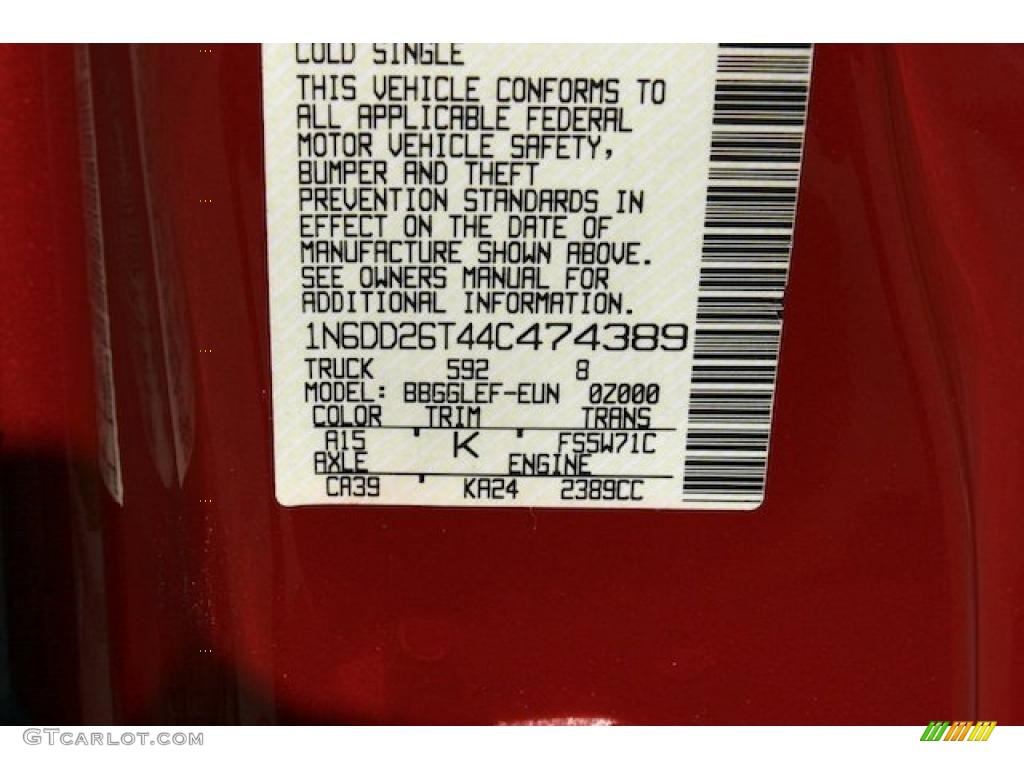 COLD SINGLE
THIS VEHICLE CONFORMS TO
ALL APPLICABLE FEDERAL
MOTOR VEHICLE SAFETY,
BUMPER AND THEFT
PREVENTION STANDARDS IN
EFFECT ON THE DATE OF
MANUFACTURE SHOWN ABOVE.
SEE OWNERS MANUAL FOR
ADDITIONAL INFORMATION.
1N6DD26T44C474389
TRUCK 592 8
MODEL: BBGGLEF-EUN 0Z000
COLOR TRIM TRANS
A15 K FS5W71C
AXLE ENGINE
CA39 KA24 2389CC
GTCARLOT.COM